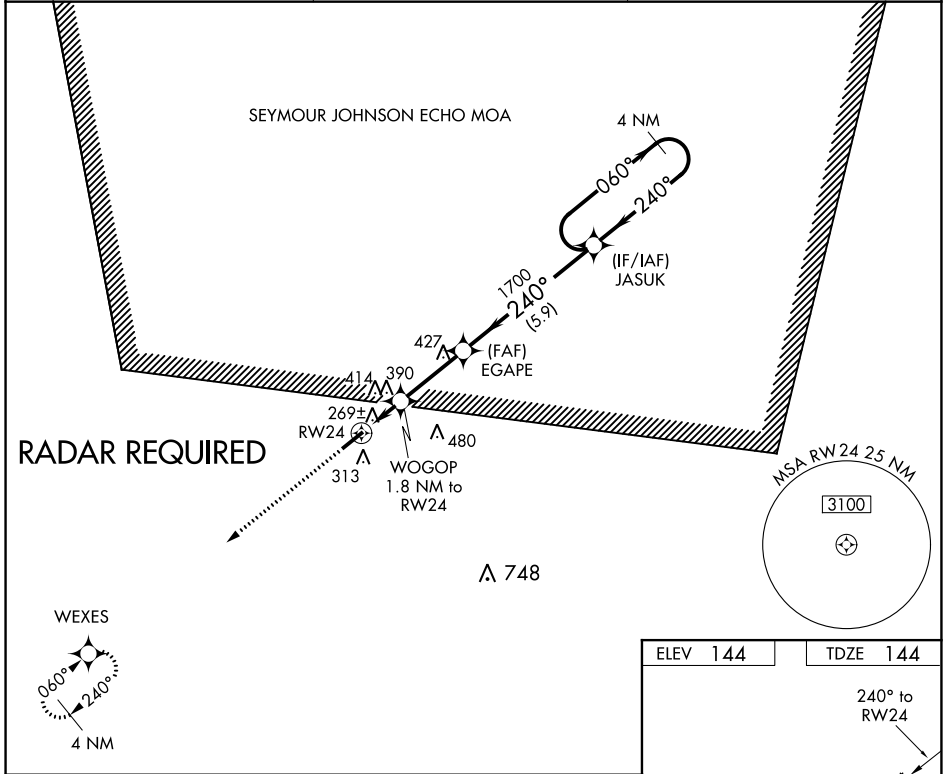 SEYMOUR JOHNSON ECHO MOA
4 NM
060°
240°
(IF/IAF)
JASUK
1700
240°
(5.9)
427
(FAF)
EGAPE
414
390
269±
RW24
480
313
WOGOP
1.8 NM to
RW24
RADAR REQUIRED
MSA RW24 25 NM
3100
748
WEXES
060°
240°
4 NM
ELEV 144
TDZE 144
240° to
RW24